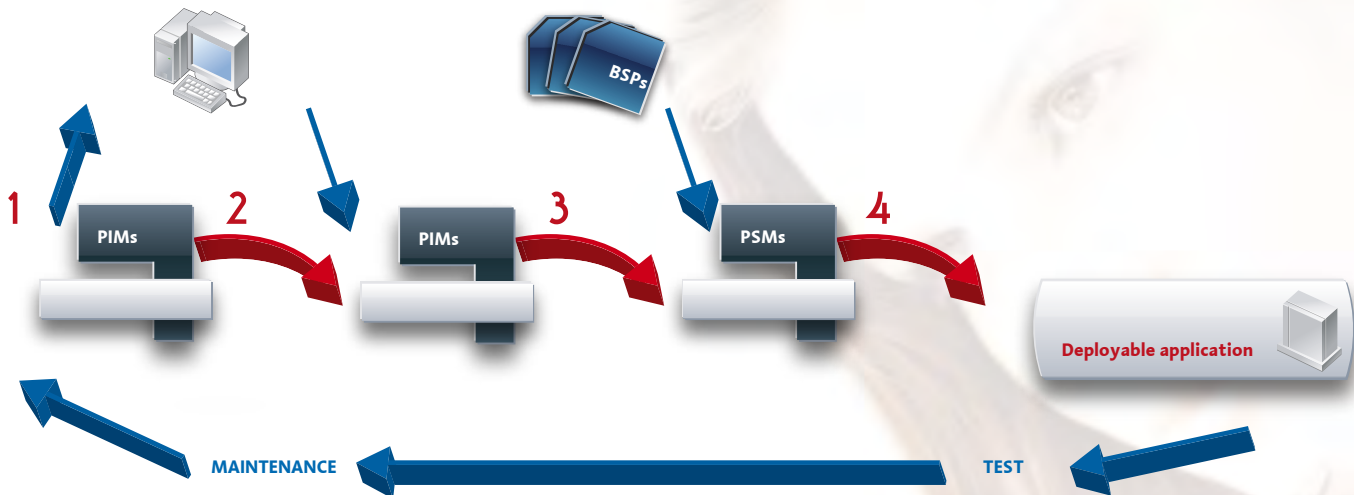 BSPs
1
2
3
4
PIMs
PIMs
PSMs
Deployable application
MAINTENANCE
TEST